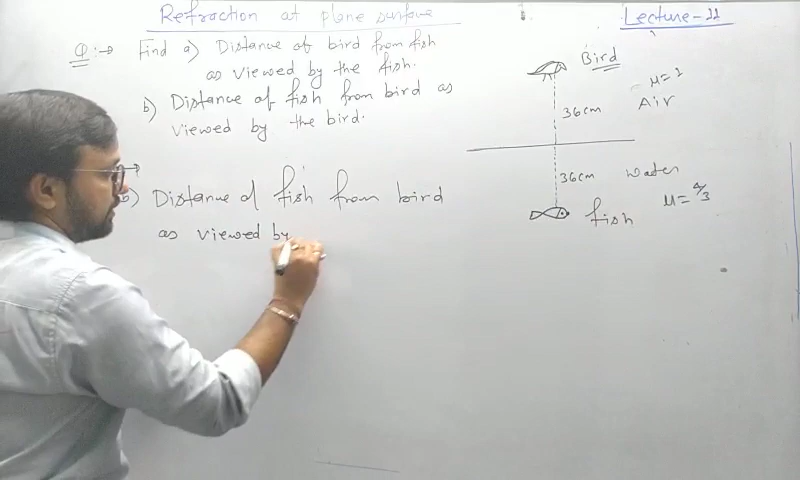 Refraction at plane surface
Lecture-11
Q:→ Find a) Distance of bird from fish
as viewed by the fish.
b) Distance of fish from bird as
viewed by the bird.
Distance of fish from bird
as viewed by
Bird
μ=1
Air
36cm
36cm
water
μ=4/3
fish